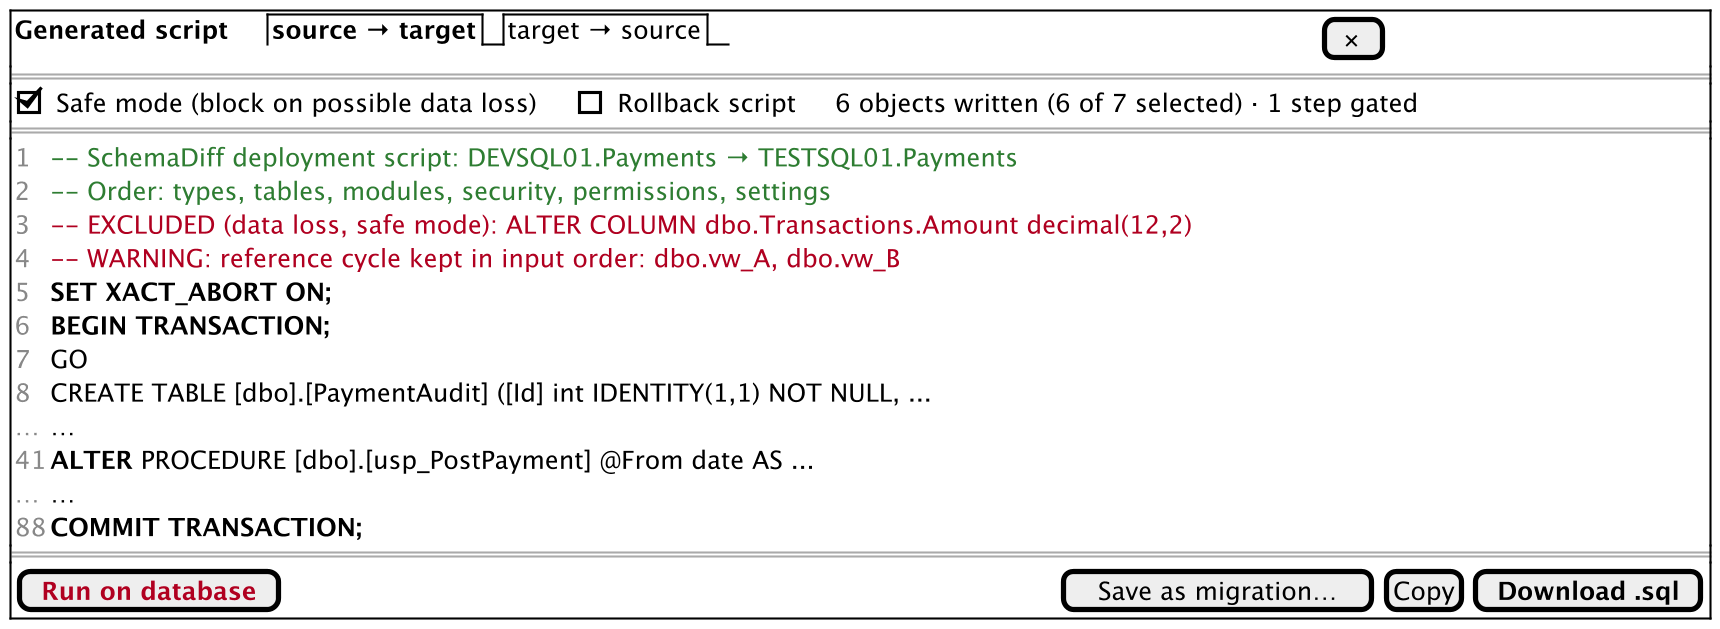 Generated script source → target target → source ×
Safe mode (block on possible data loss) Rollback script 6 objects written (6 of 7 selected) · 1 step gated
1 -- SchemaDiff deployment script: DEVSQL01.Payments → TESTSQL01.Payments
2 -- Order: types, tables, modules, security, permissions, settings
3 -- EXCLUDED (data loss, safe mode): ALTER COLUMN dbo.Transactions.Amount decimal(12,2)
4 -- WARNING: reference cycle kept in input order: dbo.vw_A, dbo.vw_B
5 SET XACT_ABORT ON;
6 BEGIN TRANSACTION;
7 GO
8 CREATE TABLE [dbo].[PaymentAudit] ([Id] int IDENTITY(1,1) NOT NULL, ...
... ...
41 ALTER PROCEDURE [dbo].[usp_PostPayment] @From date AS ...
... ...
88 COMMIT TRANSACTION;
Run on database Save as migration... Copy Download .sql